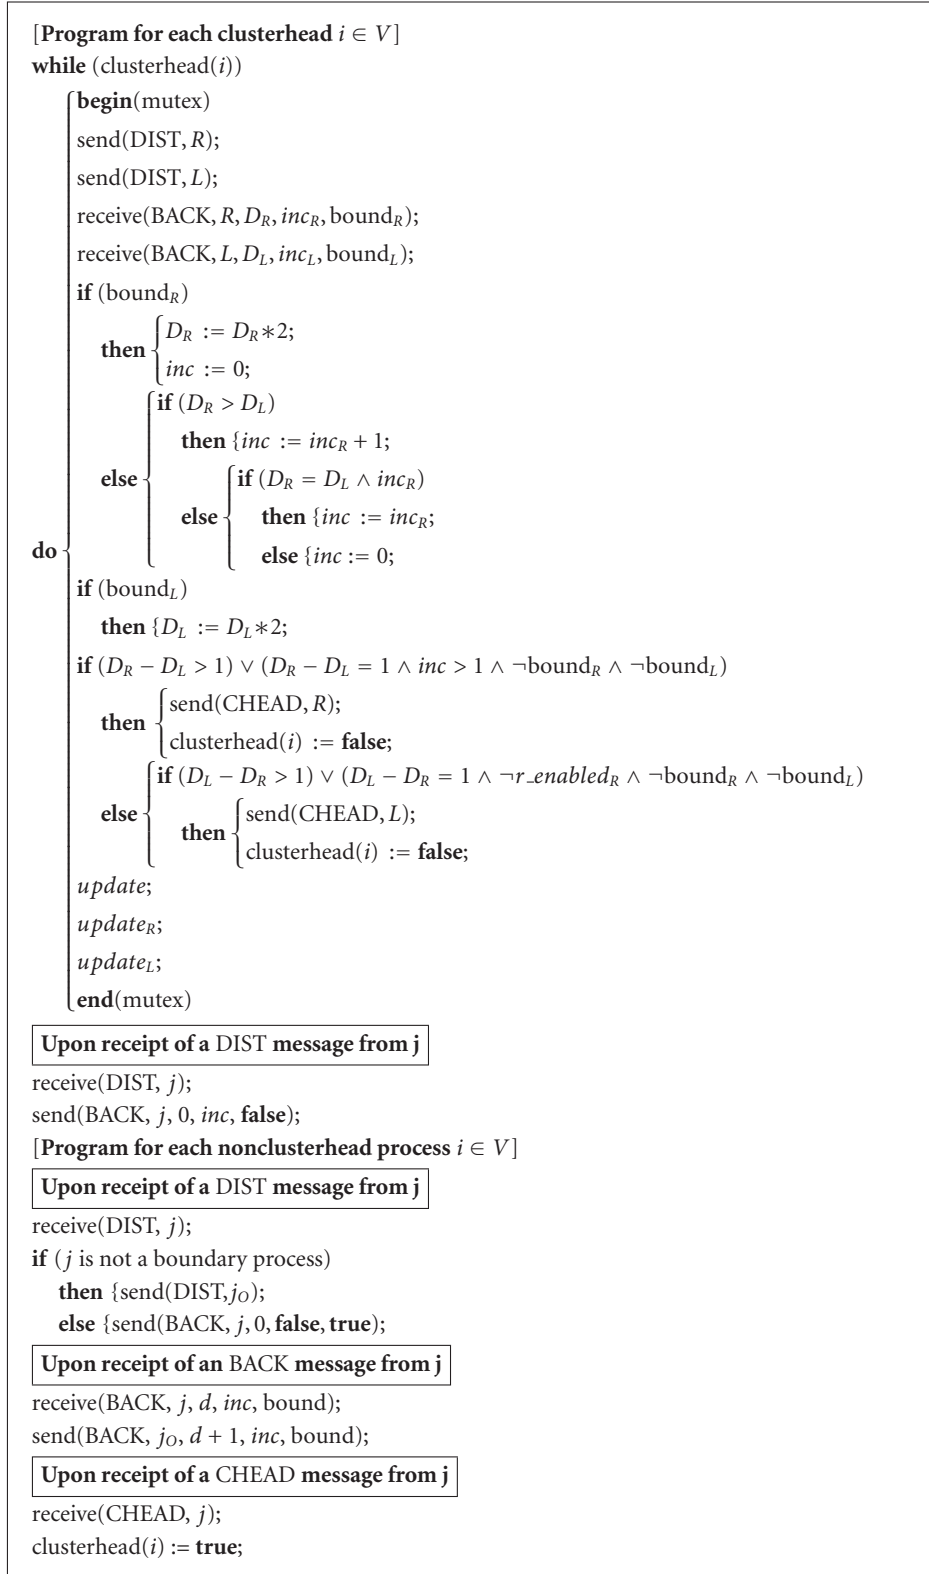 [Program for each clusterhead i ∈ V]
while (clusterhead(i))
begin(mutex)
send(DIST, R);
send(DIST, L);
receive(BACK, R, D_R, inc_R, bound_R);
receive(BACK, L, D_L, inc_L, bound_L);
if (bound_R)
then { D_R := D_R∗2;
inc := 0;
else { if (D_R > D_L)
then {inc := inc_R + 1;
else { if (D_R = D_L ∧ inc_R)
then {inc := inc_R;
else {inc := 0;
do {
if (bound_L)
then {D_L := D_L∗2;
if (D_R − D_L > 1) ∨ (D_R − D_L = 1 ∧ inc > 1 ∧ ¬bound_R ∧ ¬bound_L)
then { send(CHEAD, R);
clusterhead(i) := false;
else { if (D_L − D_R > 1) ∨ (D_L − D_R = 1 ∧ ¬r_enabled_R ∧ ¬bound_R ∧ ¬bound_L)
then { send(CHEAD, L);
clusterhead(i) := false;
update;
update_R;
update_L;
end(mutex)
Upon receipt of a DIST message from j
receive(DIST, j);
send(BACK, j, 0, inc, false);
[Program for each nonclusterhead process i ∈ V]
Upon receipt of a DIST message from j
receive(DIST, j);
if (j is not a boundary process)
then {send(DIST, j_O);
else {send(BACK, j, 0, false, true);
Upon receipt of an BACK message from j
receive(BACK, j, d, inc, bound);
send(BACK, j_O, d + 1, inc, bound);
Upon receipt of a CHEAD message from j
receive(CHEAD, j);
clusterhead(i) := true;